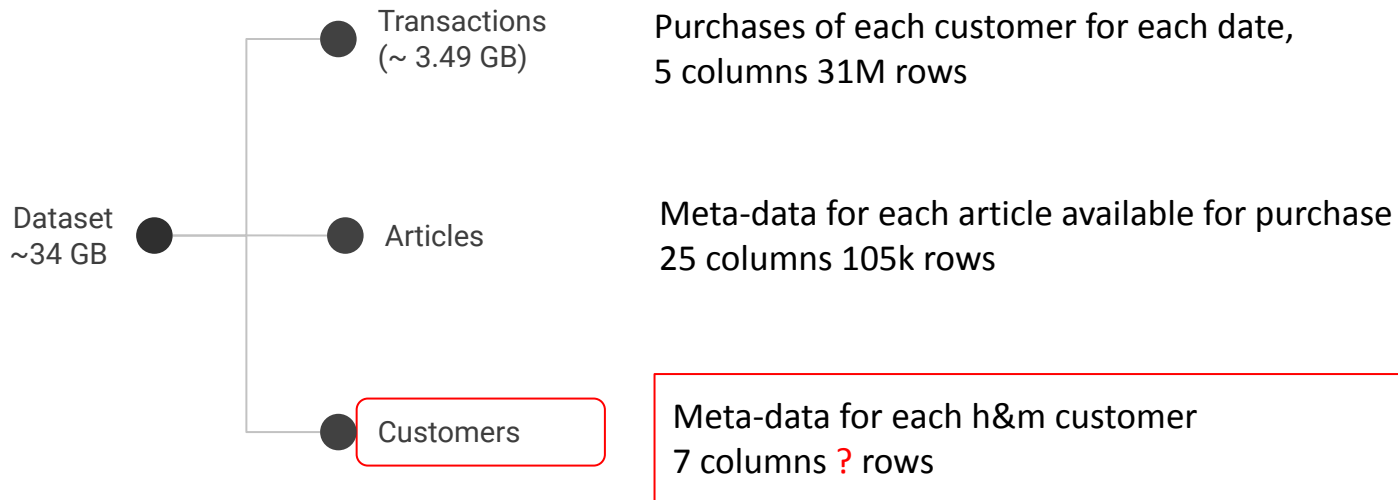 Transactions
(~ 3.49 GB)
Purchases of each customer for each date,
5 columns 31M rows
Dataset
~34 GB
Articles
Meta-data for each article available for purchase
25 columns 105k rows
Customers
Meta-data for each h&m customer
7 columns ? rows